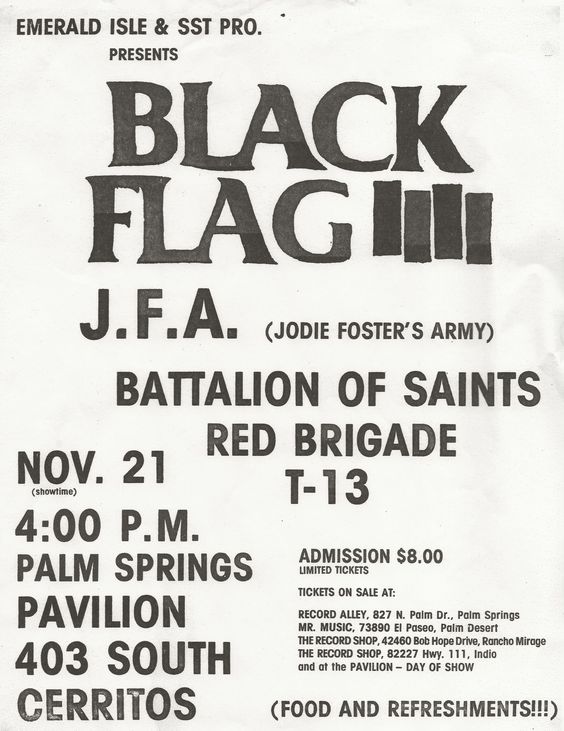 EMERALD ISLE & SST PRO.
PRESENTS
BLACK
FLAG
J.F.A. (JODIE FOSTER'S ARMY)
BATTALION OF SAINTS
RED BRIGADE
T-13
NOV. 21
(showtime)
4:00 P.M.
PALM SPRINGS
PAVILION
403 SOUTH
CERRITOS
ADMISSION $8.00
LIMITED TICKETS
TICKETS ON SALE AT:
RECORD ALLEY, 827 N. Palm Dr., Palm Springs
MR. MUSIC, 73890 El Paseo, Palm Desert
THE RECORD SHOP, 42460 Bob Hope Drive, Rancho Mirage
THE RECORD SHOP, 82227 Hwy. 111, Indio
and at the PAVILION – DAY OF SHOW
(FOOD AND REFRESHMENTS!!!)